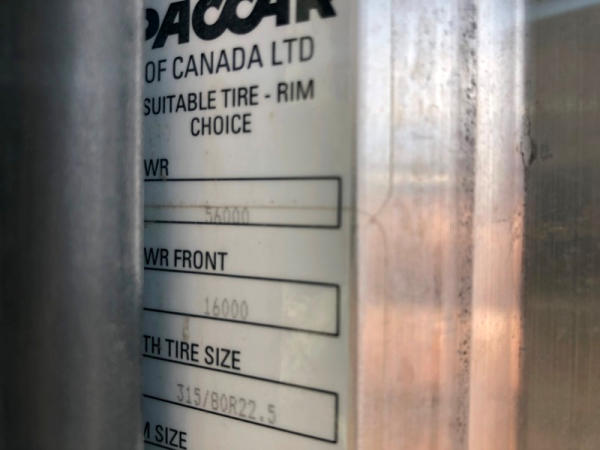 PACCAR
OF CANADA LTD
SUITABLE TIRE - RIM
CHOICE
WR
56000
WR FRONT
16000
TH TIRE SIZE
315/80R22.5
M SIZE